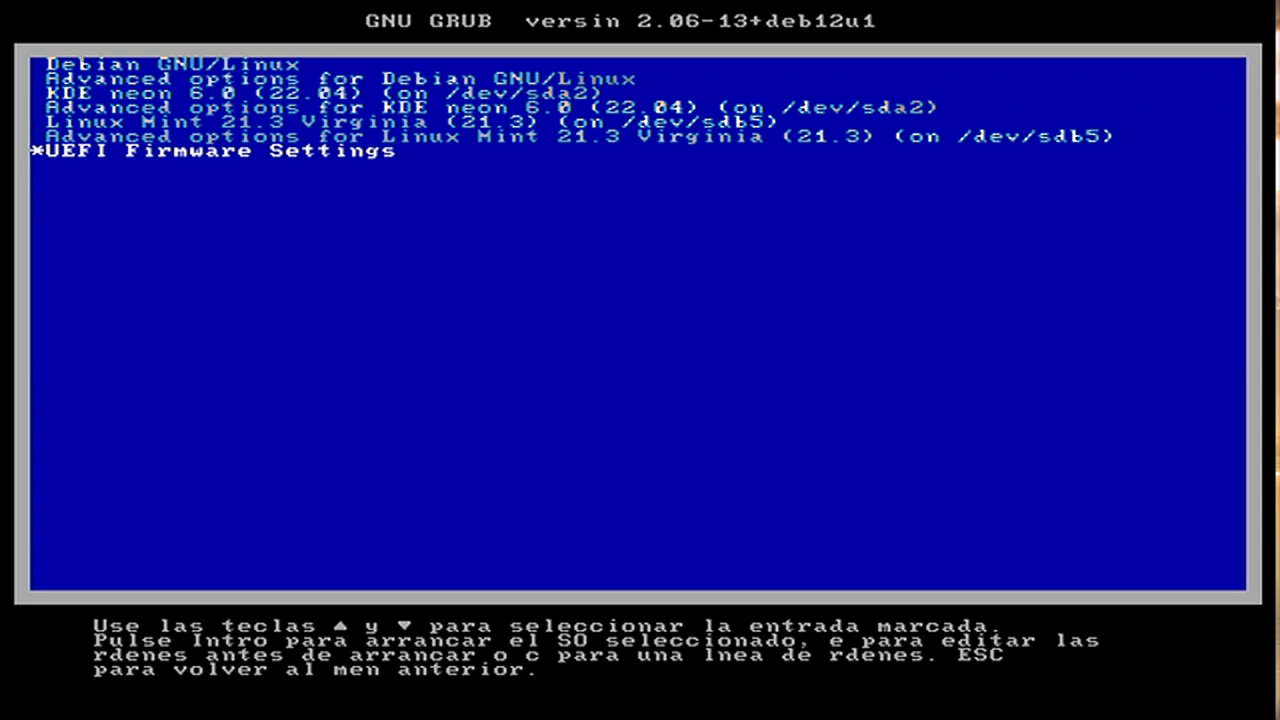 GNU GRUB versin 2.06-13+deb12u1
Debian GNU/Linux
Advanced options for Debian GNU/Linux
KDE neon 6.0 (22.04) (on /dev/sda2)
Advanced options for KDE neon 6.0 (22.04) (on /dev/sda2)
Linux Mint 21.3 Virginia (21.3) (on /dev/sdb5)
Advanced options for Linux Mint 21.3 Virginia (21.3) (on /dev/sdb5)
*UEFI Firmware Settings
Use las teclas ▲ y ▼ para seleccionar la entrada marcada.
Pulse Intro para arrancar el SO seleccionado, e para editar las
rdenes antes de arrancar o c para una lnea de rdenes. ESC
para volver al men anterior.